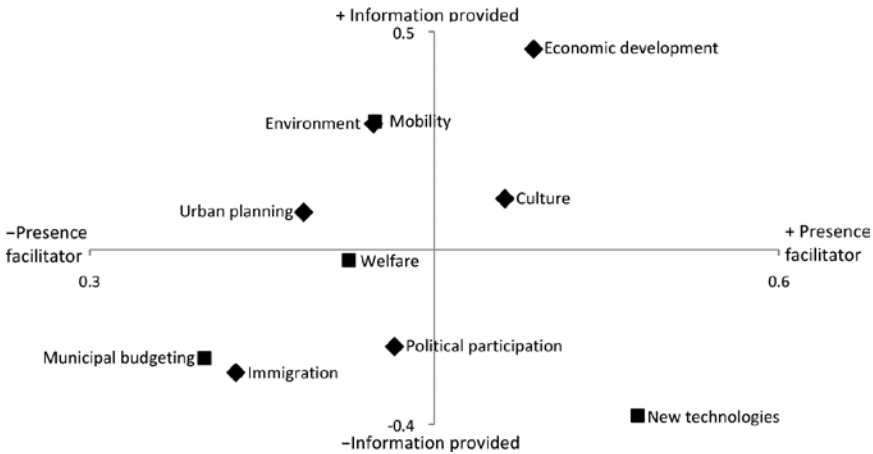 + Information provided
0.5
Economic development
Environment
Mobility
Urban planning
Culture
−Presence
facilitator
+ Presence
facilitator
Welfare
0.3
0.6
Municipal budgeting
Immigration
Political participation
New technologies
-0.4
−Information provided